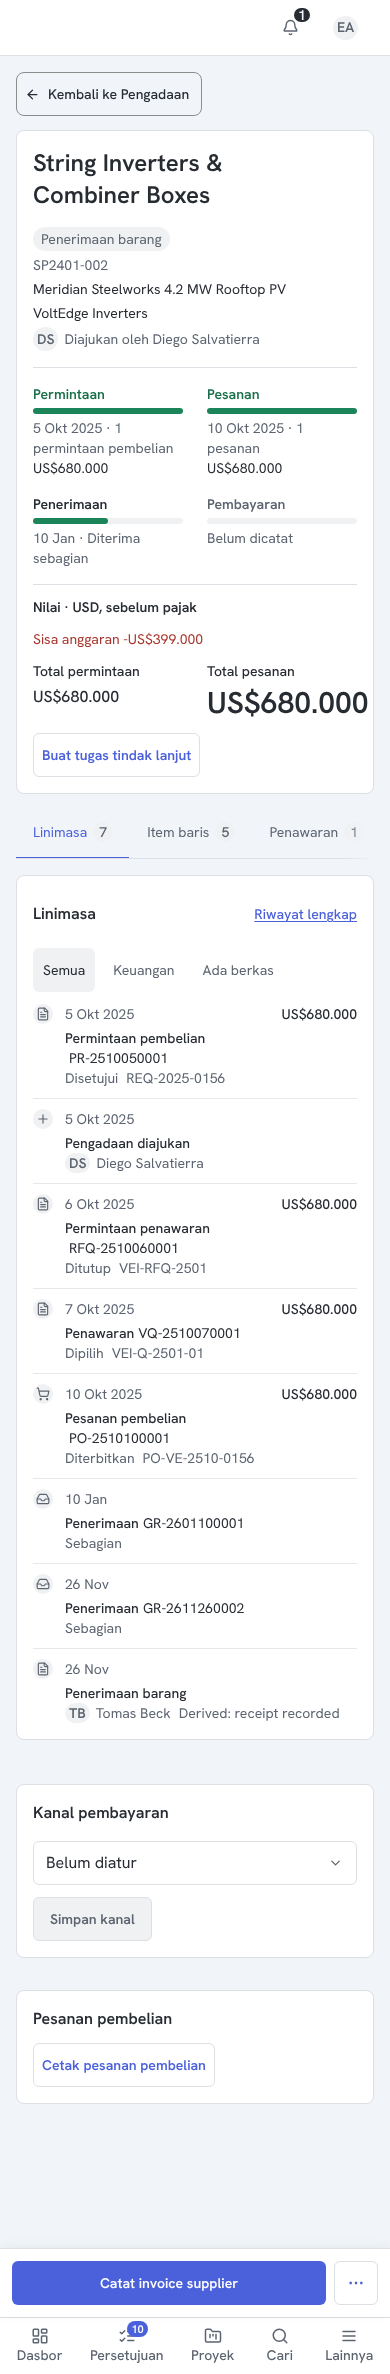 1
EA
Kembali ke Pengadaan
String Inverters &
Combiner Boxes
Penerimaan barang
SP2401-002
Meridian Steelworks 4.2 MW Rooftop PV
VoltEdge Inverters
DS Diajukan oleh Diego Salvatierra
Permintaan
5 Okt 2025 · 1
permintaan pembelian
US$680.000
Pesanan
10 Okt 2025 · 1
pesanan
US$680.000
Penerimaan
10 Jan · Diterima
sebagian
Pembayaran
Belum dicatat
Nilai · USD, sebelum pajak
Sisa anggaran -US$399.000
Total permintaan
US$680.000
Total pesanan
US$680.000
Buat tugas tindak lanjut
Linimasa 7 Item baris 5 Penawaran 1
Linimasa Riwayat lengkap
Semua Keuangan Ada berkas
5 Okt 2025 US$680.000
Permintaan pembelian
PR-2510050001
Disetujui REQ-2025-0156
5 Okt 2025
Pengadaan diajukan
DS Diego Salvatierra
6 Okt 2025 US$680.000
Permintaan penawaran
RFQ-2510060001
Ditutup VEI-RFQ-2501
7 Okt 2025 US$680.000
Penawaran VQ-2510070001
Dipilih VEI-Q-2501-01
10 Okt 2025 US$680.000
Pesanan pembelian
PO-2510100001
Diterbitkan PO-VE-2510-0156
10 Jan
Penerimaan GR-2601100001
Sebagian
26 Nov
Penerimaan GR-2611260002
Sebagian
26 Nov
Penerimaan barang
TB Tomas Beck Derived: receipt recorded
Kanal pembayaran
Belum diatur
Simpan kanal
Pesanan pembelian
Cetak pesanan pembelian
Catat invoice supplier
10
Dasbor Persetujuan Proyek Cari Lainnya